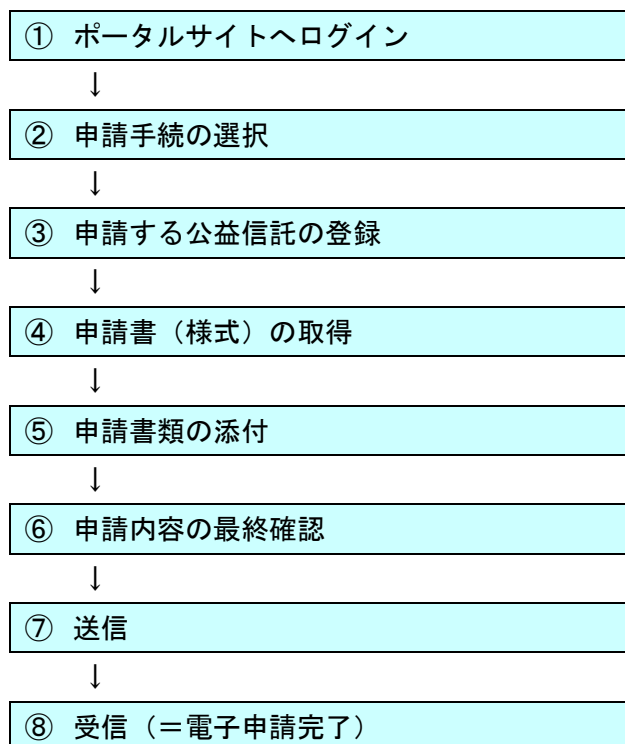 ① ポータルサイトへログイン
↓
② 申請手続の選択
↓
③ 申請する公益信託の登録
↓
④ 申請書（様式）の取得
↓
⑤ 申請書類の添付
↓
⑥ 申請内容の最終確認
↓
⑦ 送信
↓
⑧ 受信（＝電子申請完了）